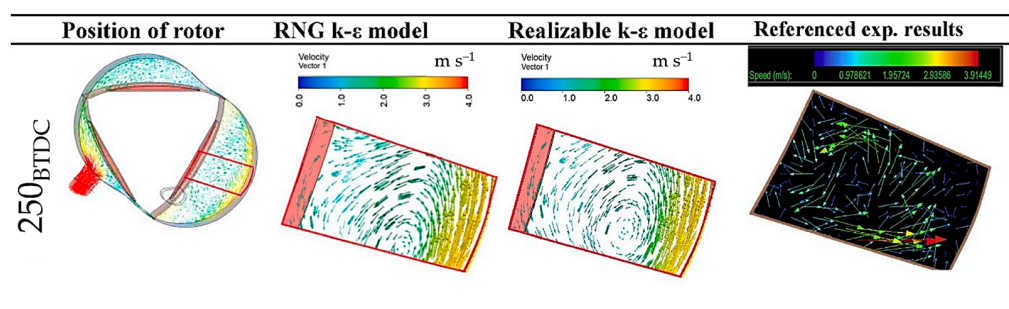 Position of rotor RNG k-ε model Realizable k-ε model Referenced exp. results
Velocity
Vector 1
m s⁻¹
0.0 1.0 2.0 3.0 4.0
Velocity
Vector 1
m s⁻¹
0.0 1.0 2.0 3.0 4.0
Speed (m/s): 0 0.978621 1.95724 2.93586 3.91449
250BTDC